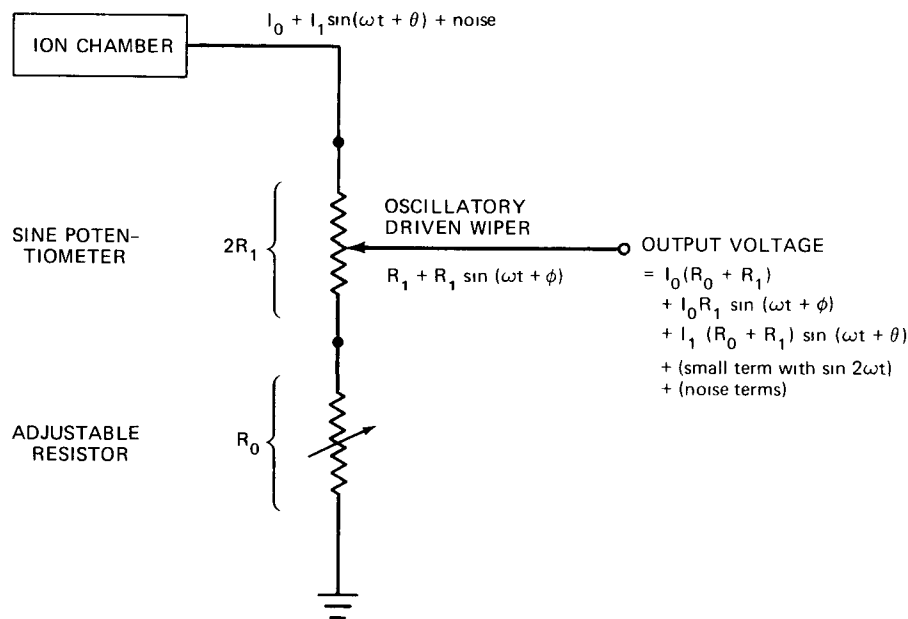 I₀ + I₁ sin(ωt + θ) + noise
ION CHAMBER
SINE POTEN-
TIOMETER
2R₁
OSCILLATORY
DRIVEN WIPER
R₁ + R₁ sin (ωt + ϕ)
OUTPUT VOLTAGE
= I₀(R₀ + R₁)
+ I₀R₁ sin (ωt + ϕ)
+ I₁ (R₀ + R₁) sin (ωt + θ)
+ (small term with sin 2ωt)
+ (noise terms)
ADJUSTABLE
RESISTOR
R₀